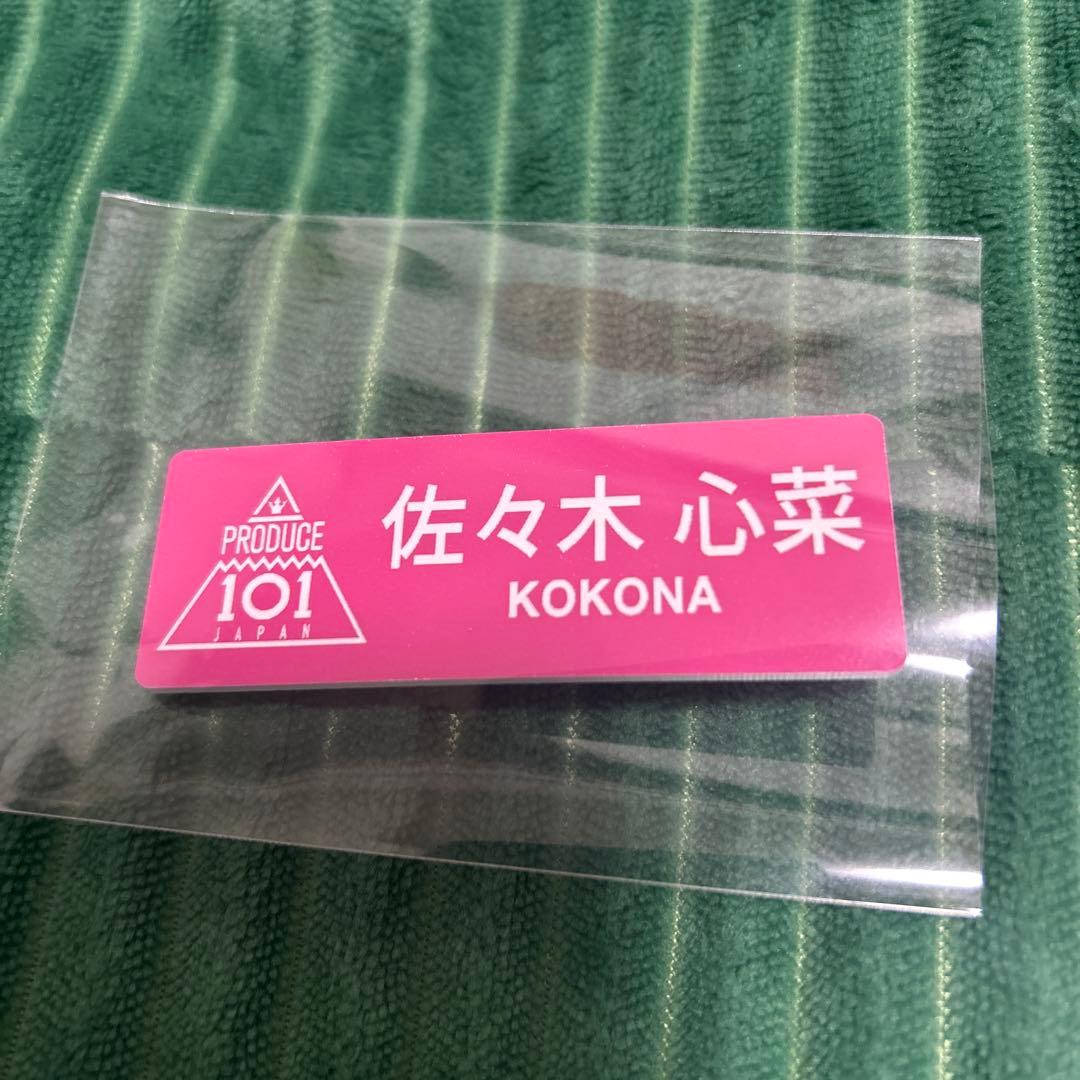 PRODUCE
101
JAPAN
佐々木 心菜
KOKONA